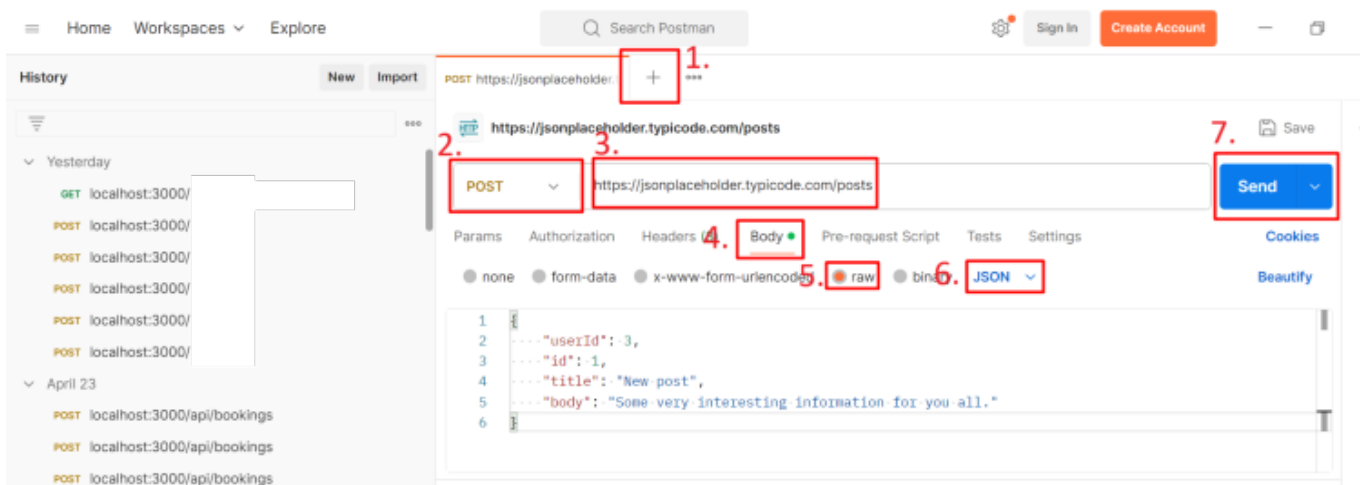 Home Workspaces Explore Search Postman Sign In Create Account
History New Import POST https://jsonplaceholder. 1.
HTTP https://jsonplaceholder.typicode.com/posts Save
2. 3. 7.
Yesterday
POST https://jsonplaceholder.typicode.com/posts Send
GET localhost:3000/
POST localhost:3000/
Params Authorization Headers 4. Body Pre-request Script Tests Settings Cookies
POST localhost:3000/
none form-data x-www-form-urlencoded 5. raw binary 6. JSON Beautify
POST localhost:3000/
POST localhost:3000/
POST localhost:3000/
1 {
2 "userId": 3,
3 "id": 1,
4 "title": "New post",
5 "body": "Some very interesting information for you all."
6 }
April 23
POST localhost:3000/api/bookings
POST localhost:3000/api/bookings
POST localhost:3000/api/bookings